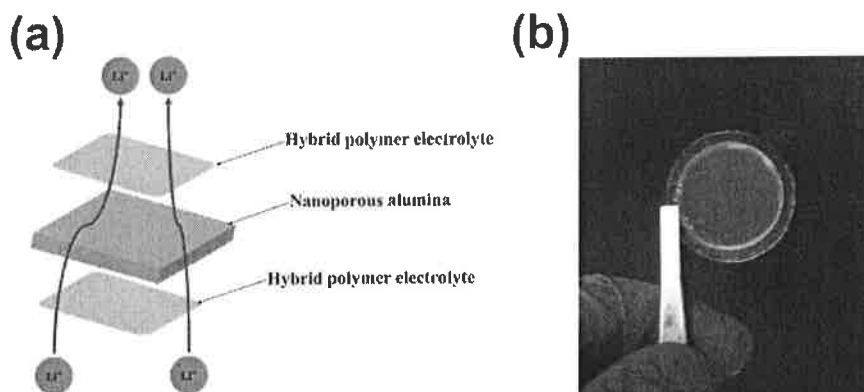 (a)
(b)
Li⁺
Li⁺
Hybrid polymer electrolyte
Nanoporous alumina
Hybrid polymer electrolyte
Li⁺
Li⁺